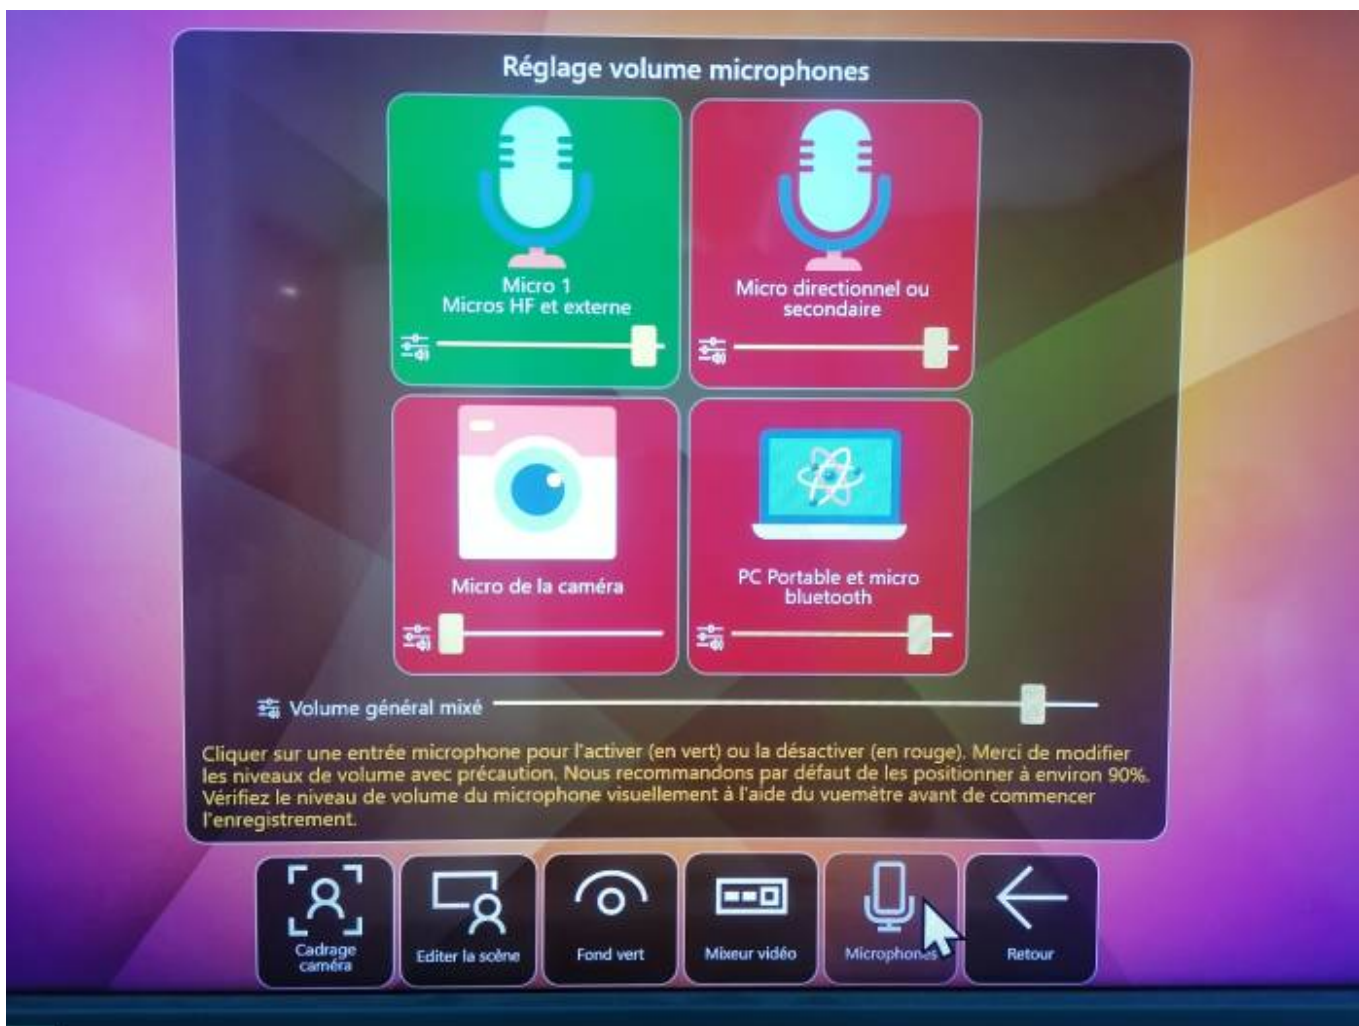 Réglage volume microphones
Micro 1
Micros HF et externe
Micro directionnel ou
secondaire
Micro de la caméra
PC Portable et micro
bluetooth
Volume général mixé
Cliquer sur une entrée microphone pour l'activer (en vert) ou la désactiver (en rouge). Merci de modifier
les niveaux de volume avec précaution. Nous recommandons par défaut de les positionner à environ 90%.
Vérifiez le niveau de volume du microphone visuellement à l'aide du vuemètre avant de commencer
l'enregistrement.
Cadrage
caméra
Editer la scène
Fond vert
Mixeur vidéo
Microphones
Retour